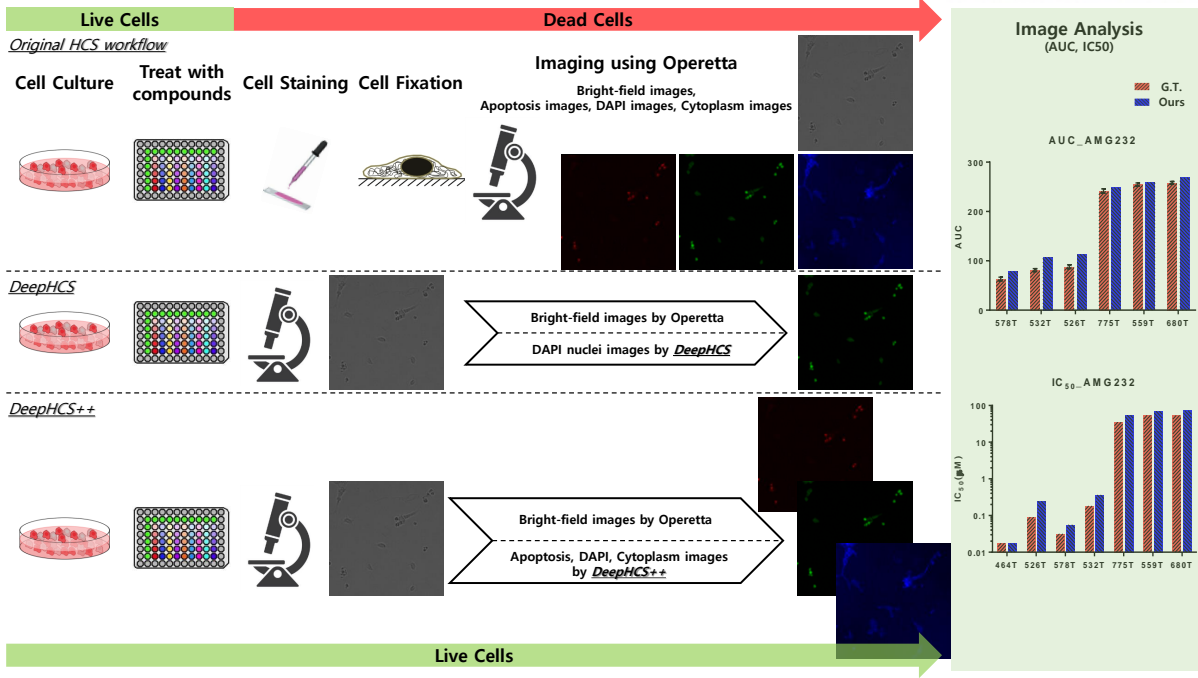 Live Cells
Dead Cells
Original HCS workflow
Cell Culture
Treat with
compounds
Cell Staining
Cell Fixation
Imaging using Operetta
Bright-field images,
Apoptosis images, DAPI images, Cytoplasm images
DeepHCS
Bright-field images by Operetta
DAPI nuclei images by DeepHCS
DeepHCS++
Bright-field images by Operetta
Apoptosis, DAPI, Cytoplasm images
by DeepHCS++
Live Cells
Image Analysis
(AUC, IC50)
G.T.
Ours
AUC_AMG232
AUC
300
200
100
0
578T 532T 526T 775T 559T 680T
IC50_AMG232
IC50(μM)
100
10
1
0.1
0.01
464T 526T 578T 532T 775T 559T 680T